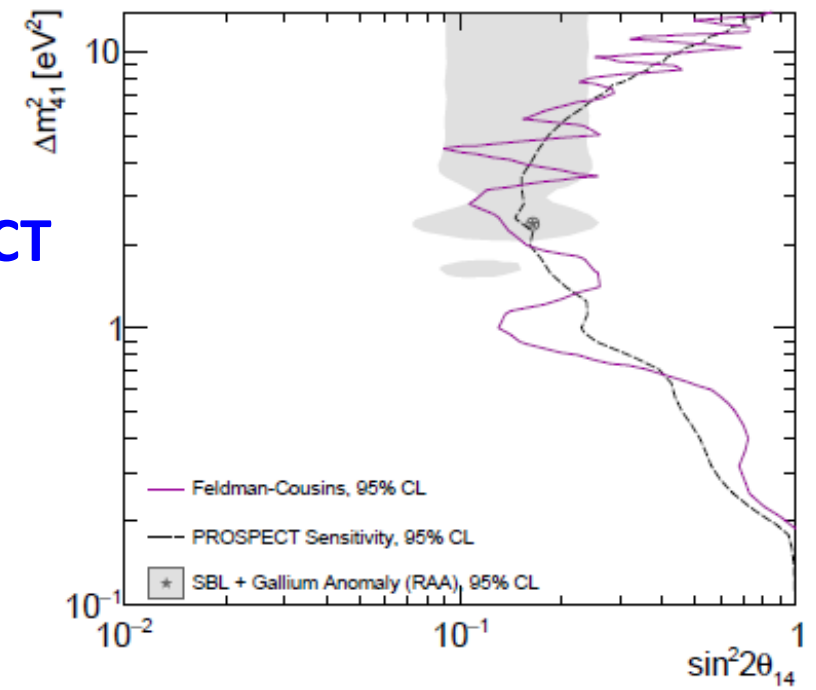 Δm²₄₁ [eV²]
10
CT
1
Feldman-Cousins, 95% CL
PROSPECT Sensitivity, 95% CL
SBL + Gallium Anomaly (RAA), 95% CL
10⁻¹
10⁻² 10⁻¹ 1
sin²2θ₁₄